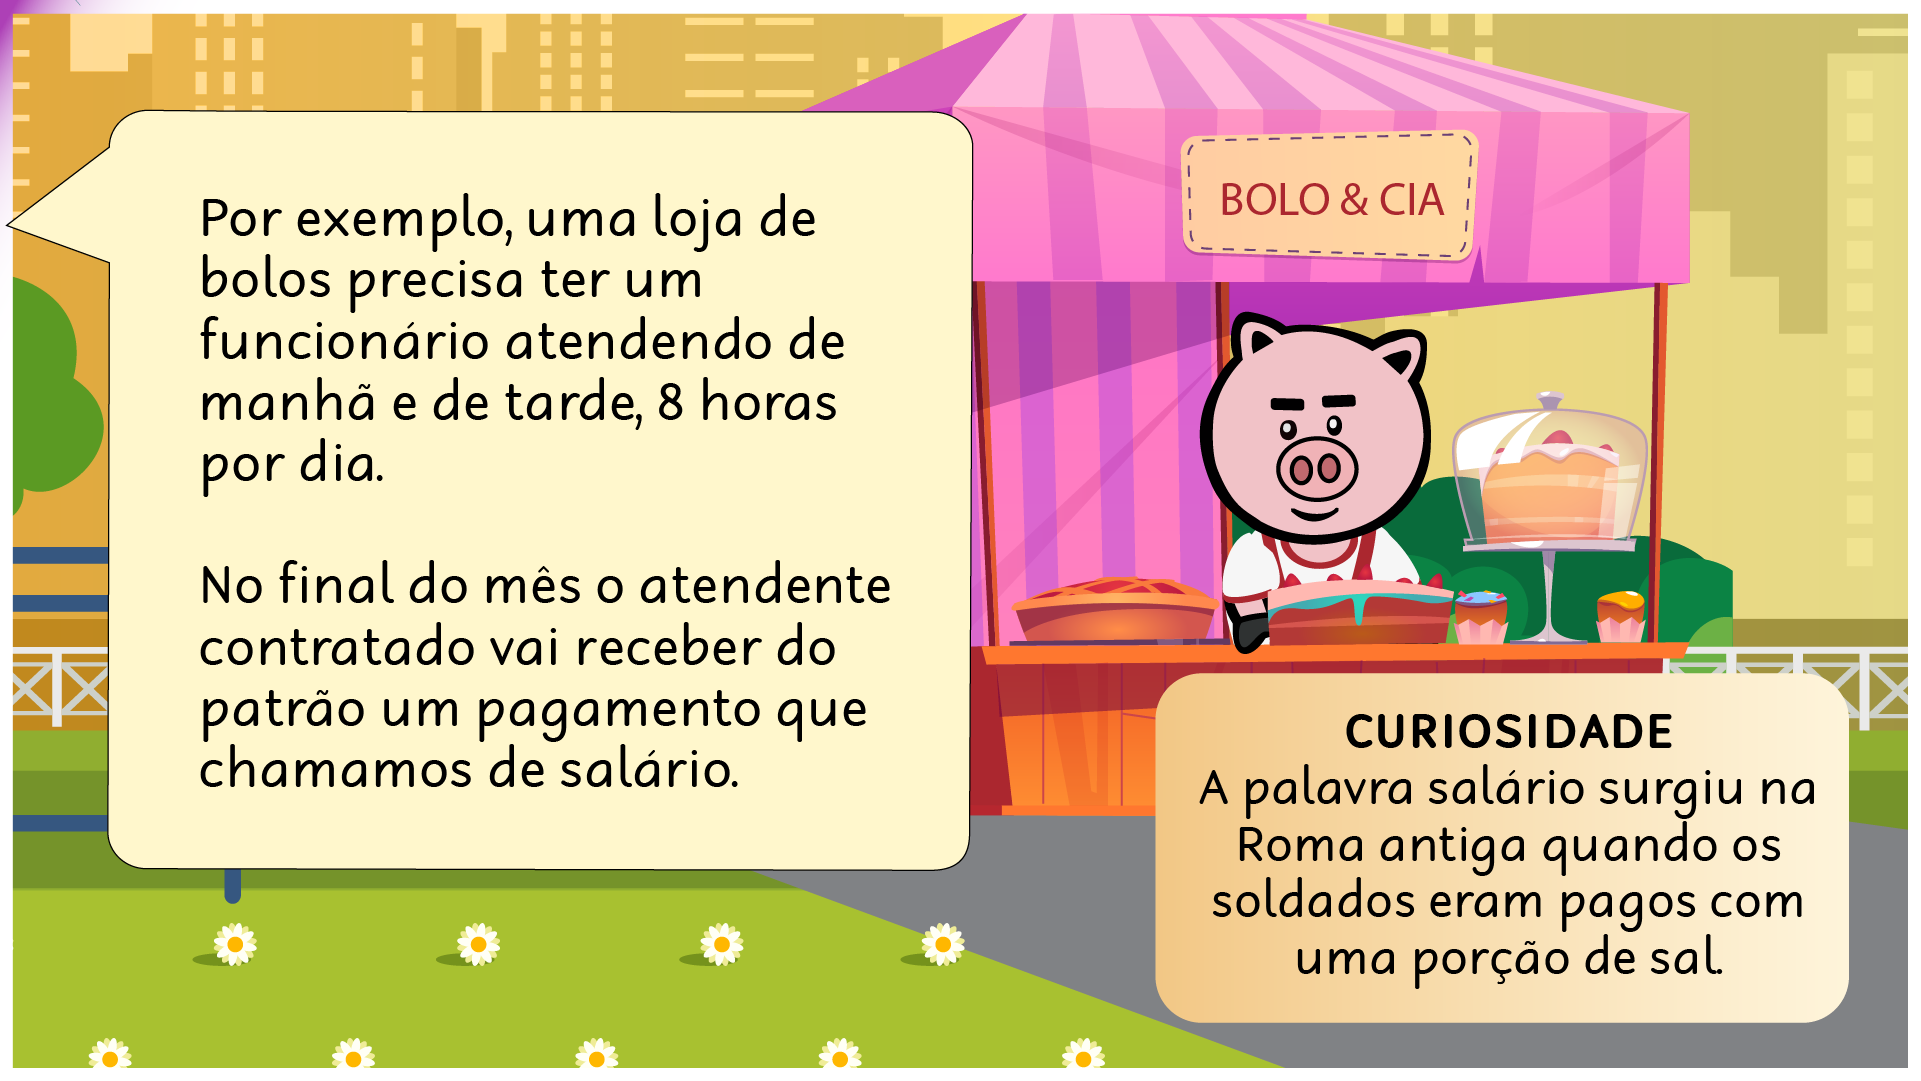 Por exemplo, uma loja de
bolos precisa ter um
funcionário atendendo de
manhã e de tarde, 8 horas
por dia.
No final do mês o atendente
contratado vai receber do
patrão um pagamento que
chamamos de salário.
BOLO & CIA
CURIOSIDADE
A palavra salário surgiu na
Roma antiga quando os
soldados eram pagos com
uma porção de sal.